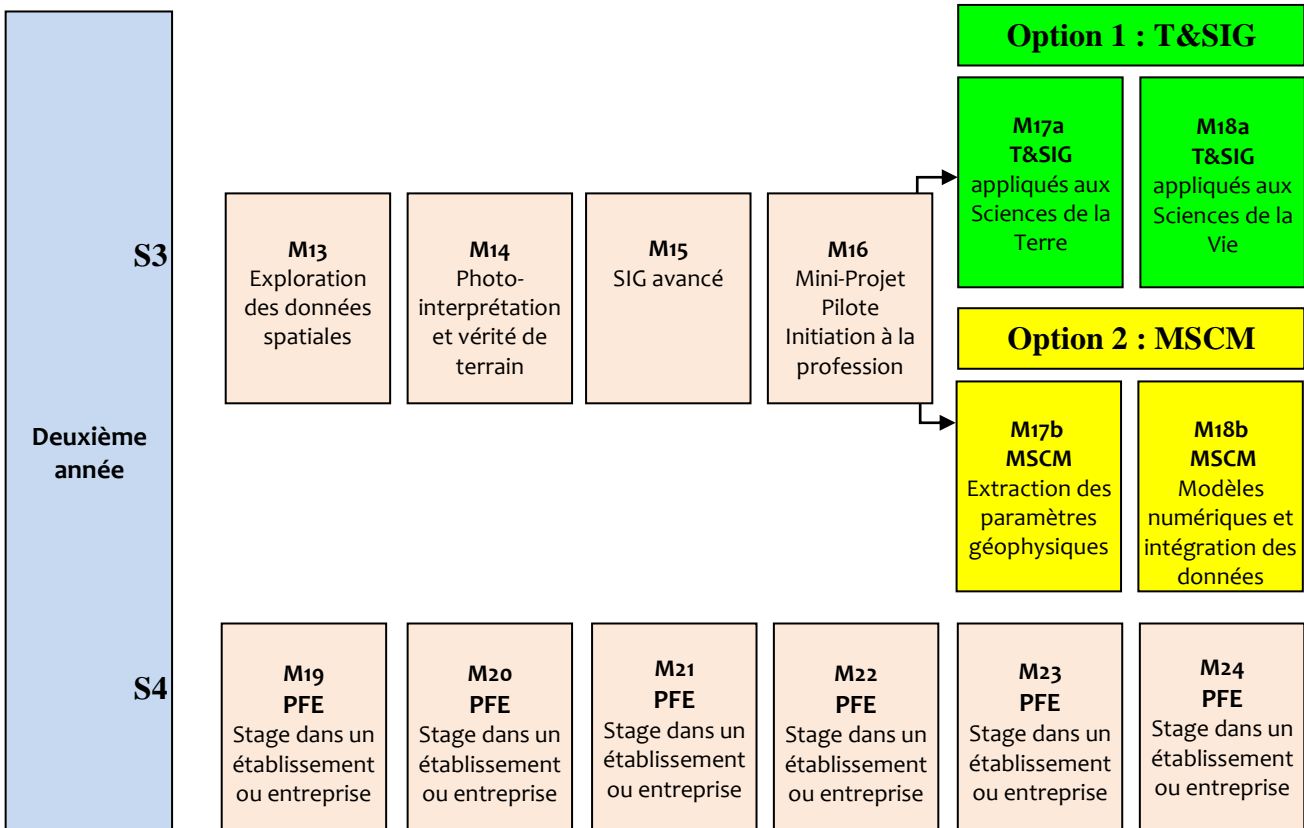 Deuxième
année
S3
M13
Exploration
des données
spatiales
M14
Photo-
interprétation
et vérité de
terrain
M15
SIG avancé
M16
Mini-Projet
Pilote
Initiation à la
profession
Option 1 : T&SIG
M17a
T&SIG
appliqués aux
Sciences de la
Terre
M18a
T&SIG
appliqués aux
Sciences de la
Vie
Option 2 : MSCM
M17b
MSCM
Extraction des
paramètres
géophysiques
M18b
MSCM
Modèles
numériques et
intégration des
données
S4
M19
PFE
Stage dans un
établissement
ou entreprise
M20
PFE
Stage dans un
établissement
ou entreprise
M21
PFE
Stage dans un
établissement
ou entreprise
M22
PFE
Stage dans un
établissement
ou entreprise
M23
PFE
Stage dans un
établissement
ou entreprise
M24
PFE
Stage dans un
établissement
ou entreprise